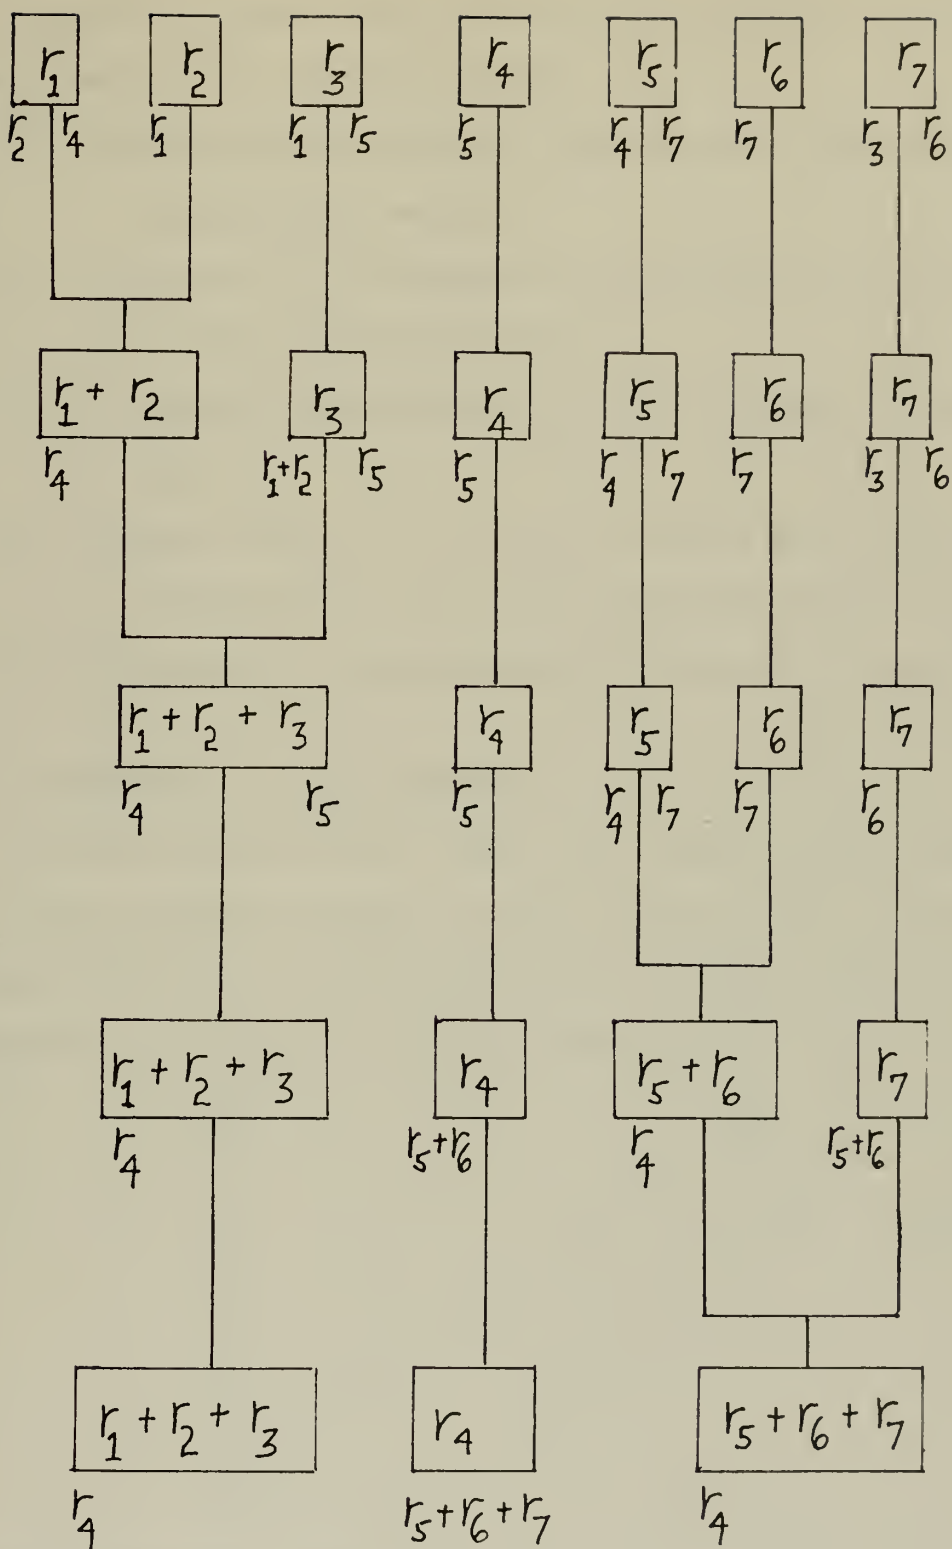 r₁ r₂ r₃ r₄ r₅ r₆ r₇
r₂ r₄ r₁ r₁ r₅ r₅ r₄ r₇ r₇ r₃ r₆
r₁ + r₂ r₃ r₄ r₅ r₆ r₇
r₄ r₁+r₂ r₅ r₅ r₄ r₇ r₇ r₃ r₆
r₁ + r₂ + r₃ r₄ r₅ r₆ r₇
r₄ r₅ r₅ r₄ r₇ r₇ r₆
r₁ + r₂ + r₃ r₄ r₅ + r₆ r₇
r₄ r₅+r₆ r₄ r₅+r₆
r₁ + r₂ + r₃ r₄ r₅ + r₆ + r₇
r₄ r₅+r₆+r₇ r₄